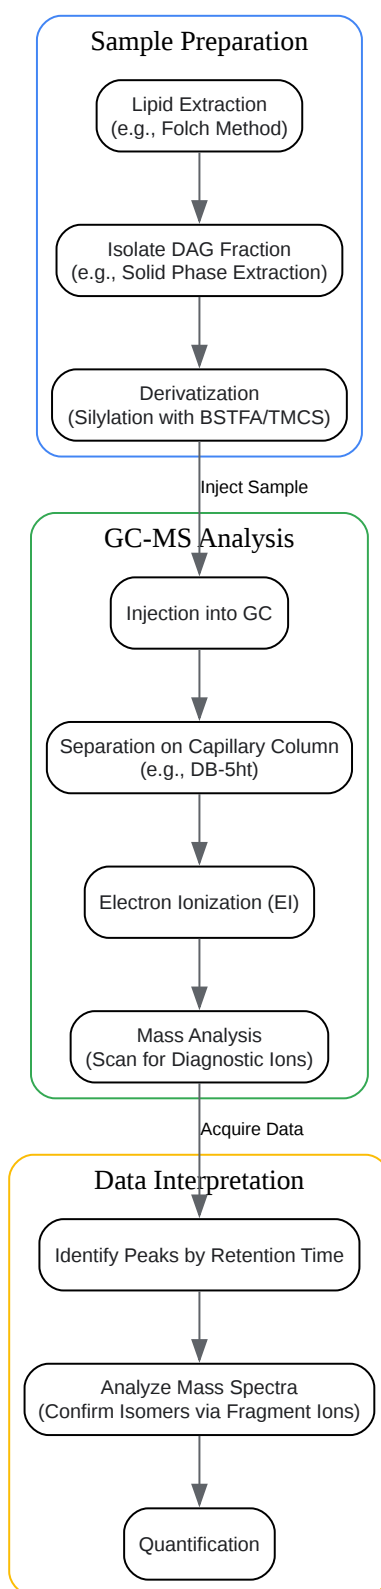 Sample Preparation
Lipid Extraction
(e.g., Folch Method)
Isolate DAG Fraction
(e.g., Solid Phase Extraction)
Derivatization
(Silylation with BSTFA/TMCS)
Inject Sample
GC-MS Analysis
Injection into GC
Separation on Capillary Column
(e.g., DB-5ht)
Electron Ionization (EI)
Mass Analysis
(Scan for Diagnostic Ions)
Acquire Data
Data Interpretation
Identify Peaks by Retention Time
Analyze Mass Spectra
(Confirm Isomers via Fragment Ions)
Quantification